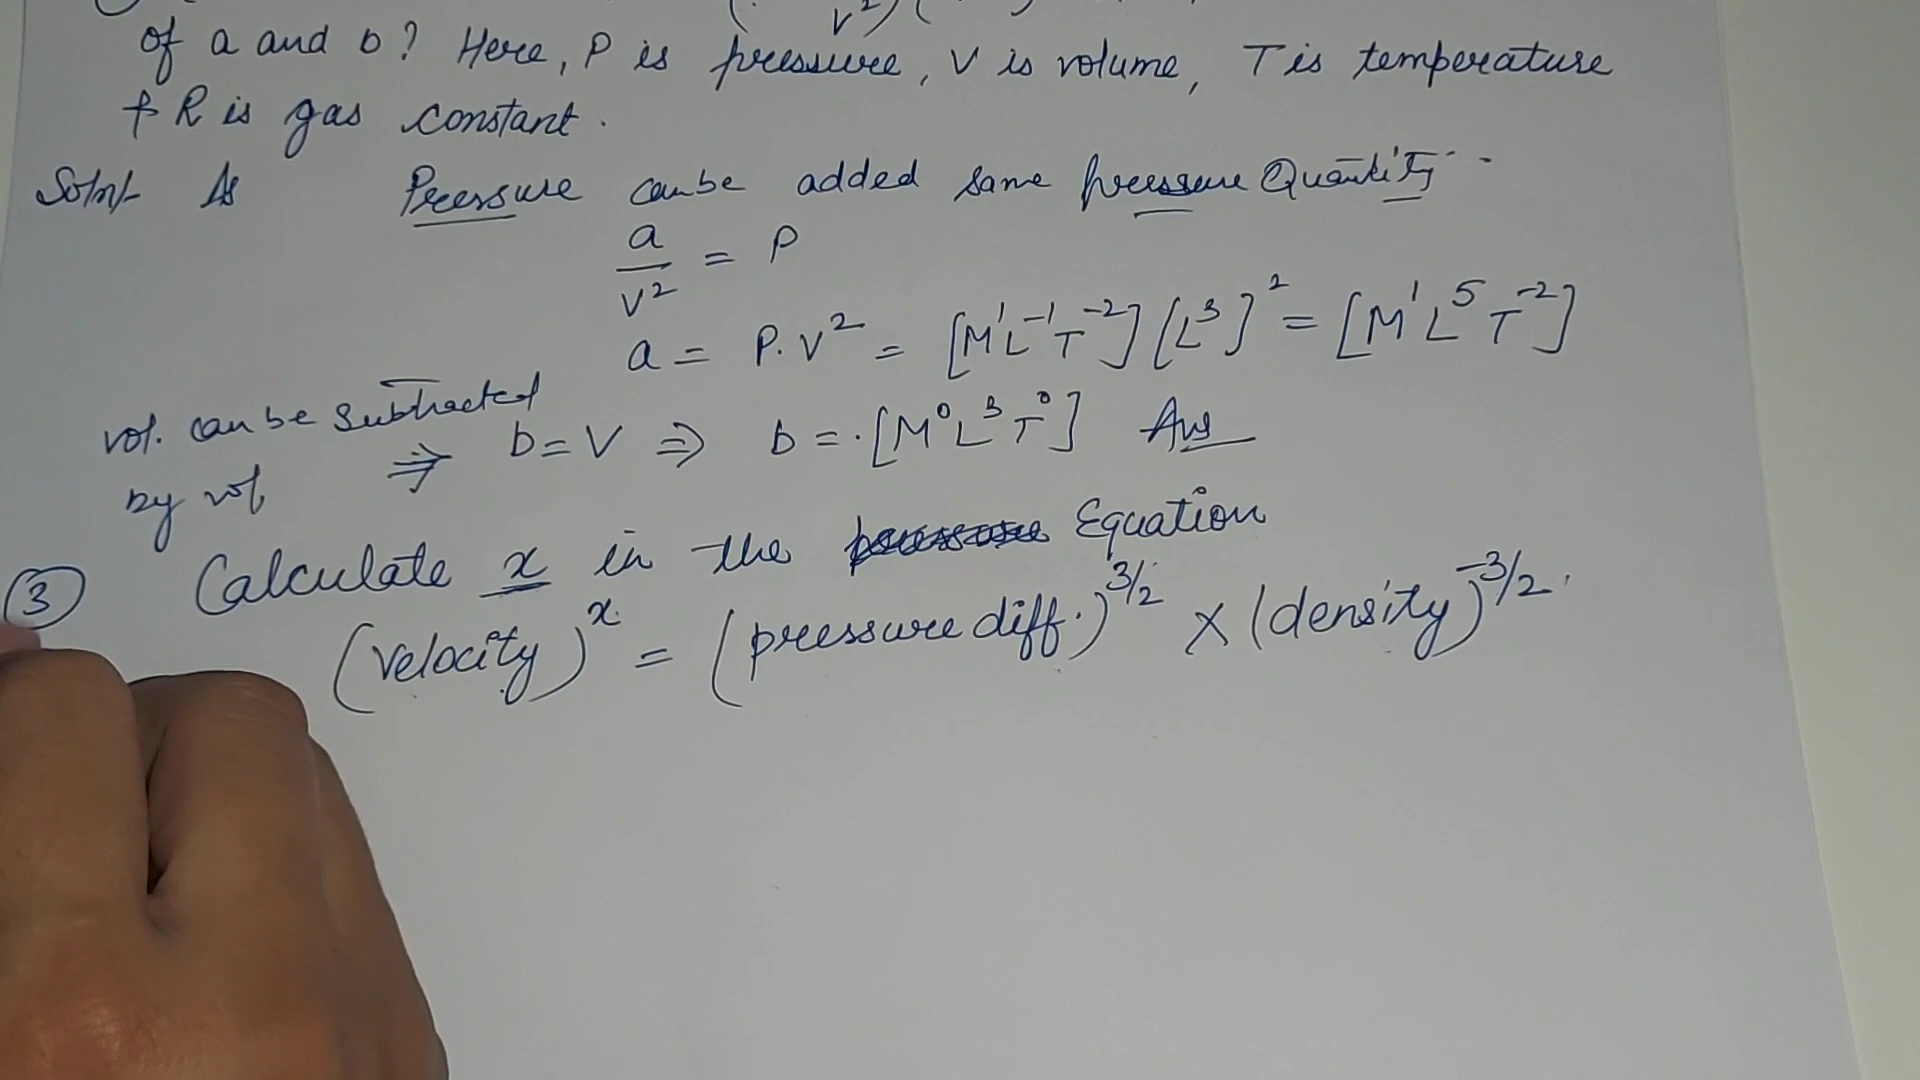 v²
of a and b? Here, P is pressure, V is volume, T is temperature
& R is gas constant.
Soln:- As Pressure can be added same pressure Quantity.
a/v² = P
a = P.V² = [M¹L⁻¹T⁻²][L³]² = [M¹L⁵T⁻²]
vol. can be subtracted
by vol ⇒ b=V ⇒ b = [M⁰L³T⁰] Ans
③ Calculate x in the Equation
(velocity)ˣ = (pressure diff.)^3/2 × (density)^-3/2.